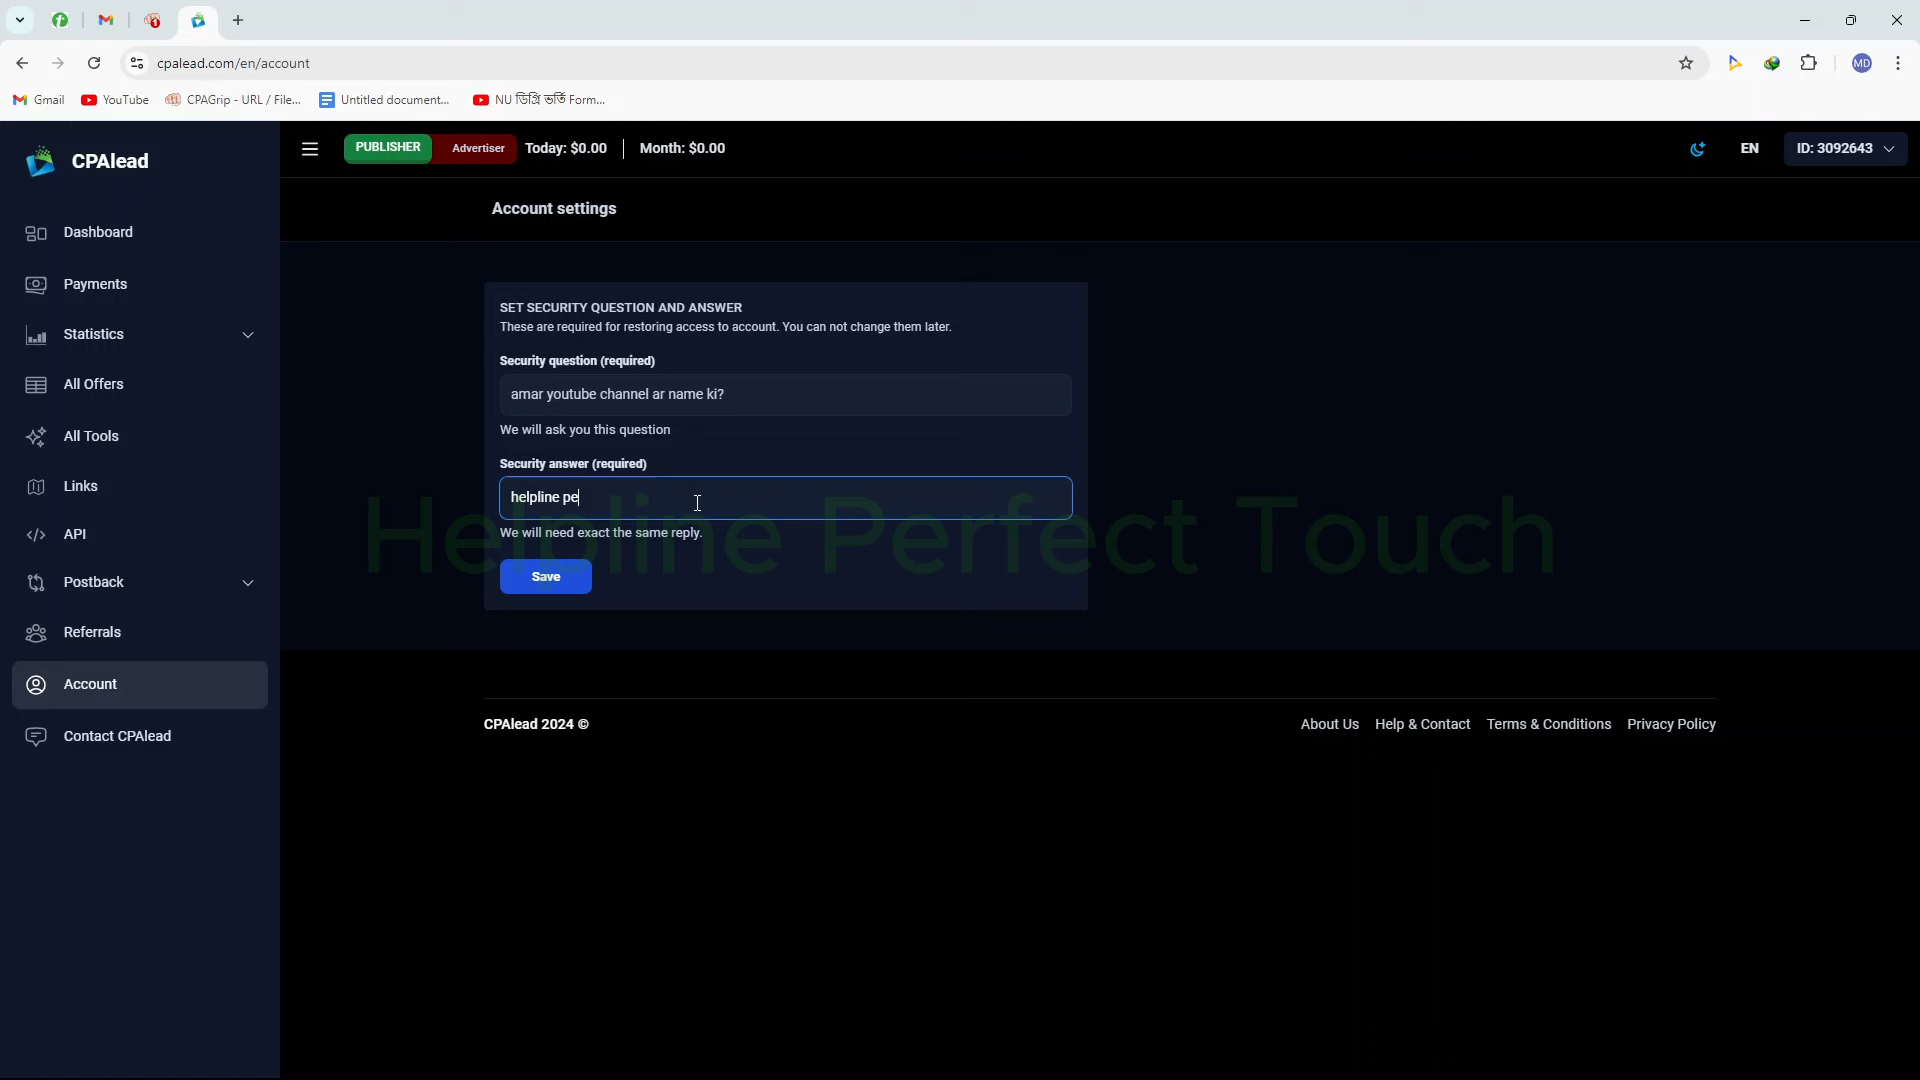 cpalead.com/en/account
MD
Gmail
YouTube
CPAGrip - URL / File...
Untitled document...
NU ডিগ্রি ভর্তি Form...
CPAlead
PUBLISHER
Advertiser
Today: $0.00
Month: $0.00
EN
ID: 3092643
Account settings
Dashboard
Payments
Statistics
All Offers
All Tools
Links
API
Postback
Referrals
Account
Contact CPAlead
SET SECURITY QUESTION AND ANSWER
These are required for restoring access to account. You can not change them later.
Security question (required)
amar youtube channel ar name ki?
We will ask you this question
Security answer (required)
helpline pe
We will need exact the same reply.
Save
Helpline Perfect Touch
CPAlead 2024 ©
About Us
Help & Contact
Terms & Conditions
Privacy Policy